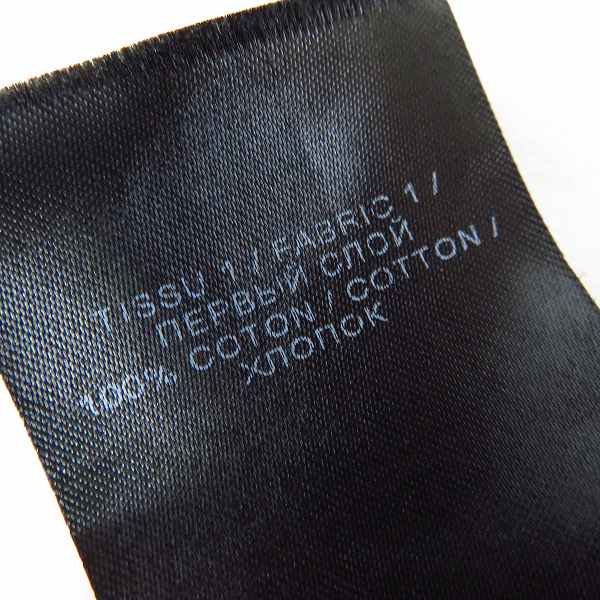 TISSU 1 / FABRIC 1 /
ПЕРВЫЙ СЛОЙ
100% COTON / COTTON /
ХЛОПОК